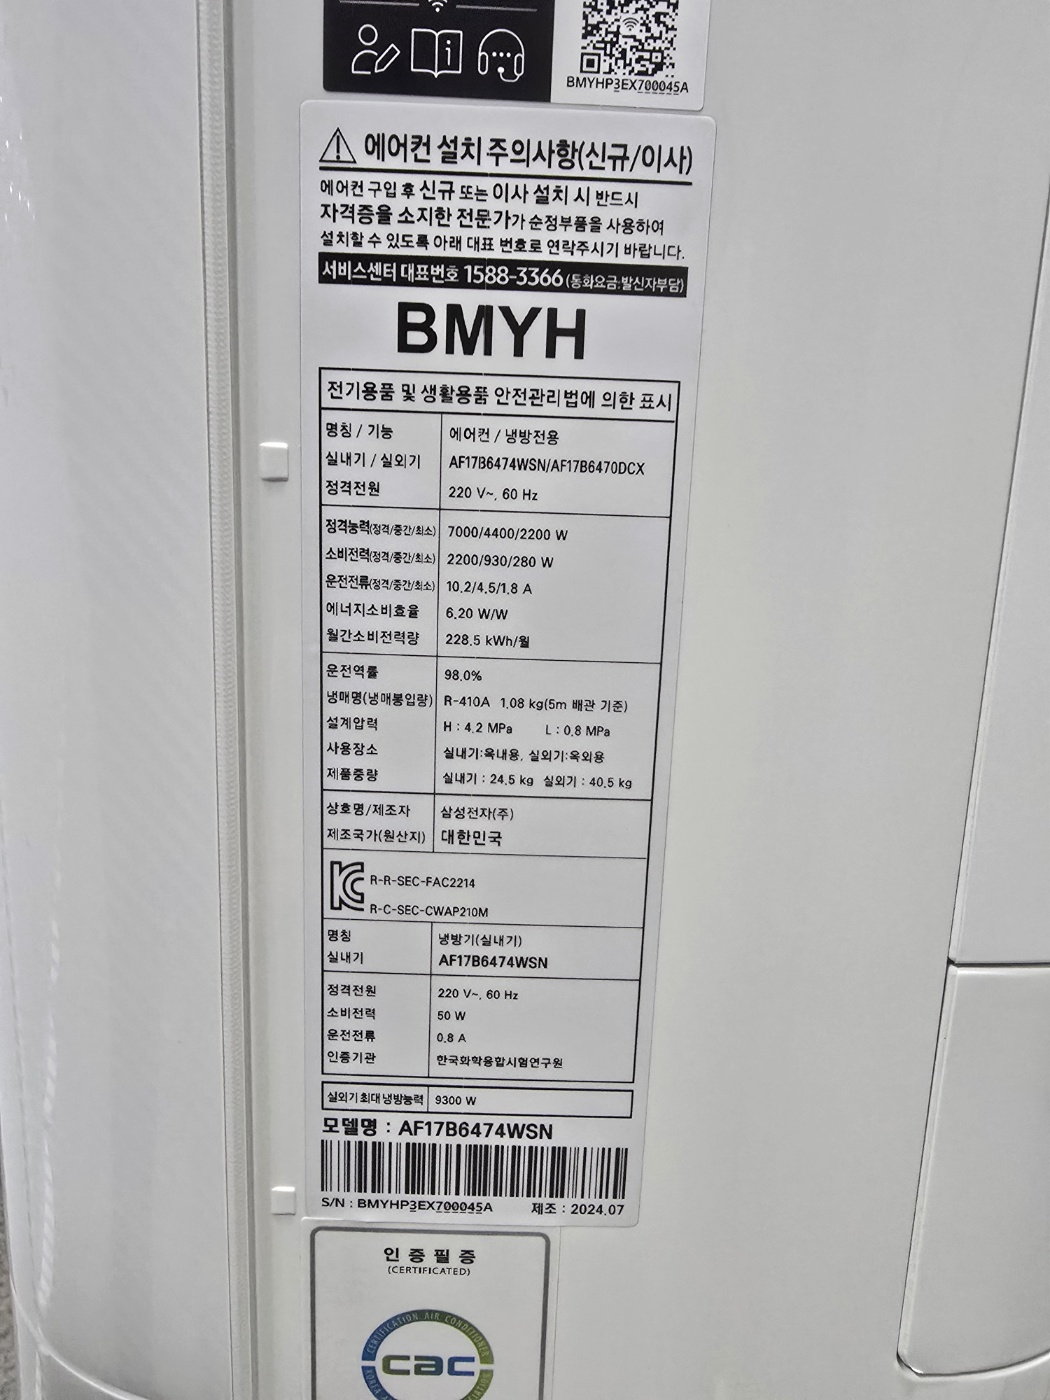 BMYHP3EX700045A
에어컨 설치 주의사항(신규/이사)
에어컨 구입 후 신규 또는 이사 설치 시 반드시
자격증을 소지한 전문가가 순정부품을 사용하여
설치할 수 있도록 아래 대표 번호로 연락주시기 바랍니다.
서비스센터 대표번호 1588-3366 (통화요금:발신자부담)
BMYH
전기용품 및 생활용품 안전관리법에 의한 표시
명칭 / 기능 에어컨 / 냉방전용
실내기 / 실외기 AF17B6474WSN/AF17B6470DCX
정격전원 220 V~, 60 Hz
정격능력(정격/중간/최소) 7000/4400/2200 W
소비전력(정격/중간/최소) 2200/930/280 W
운전전류(정격/중간/최소) 10.2/4.5/1.8 A
에너지소비효율 6.20 W/W
월간소비전력량 228.5 kWh/월
운전역률 98.0%
냉매명(냉매봉입량) R-410A 1.08 kg(5m 배관 기준)
설계압력 H : 4.2 MPa L : 0.8 MPa
사용장소 실내기:옥내용, 실외기:옥외용
제품중량 실내기 : 24.5 kg 실외기 : 40.5 kg
상호명/제조자 삼성전자(주)
제조국가(원산지) 대한민국
R-R-SEC-FAC2214
R-C-SEC-CWAP210M
명칭 냉방기(실내기)
실내기 AF17B6474WSN
정격전원 220 V~, 60 Hz
소비전력 50 W
운전전류 0.8 A
인증기관 한국화학융합시험연구원
실외기 최대 냉방능력 9300 W
모델명 : AF17B6474WSN
S/N : BMYHP3EX700045A 제조 : 2024.07
인증필증
(CERTIFICATED)
CERTIFICATION AIR CONDITIONER
cac